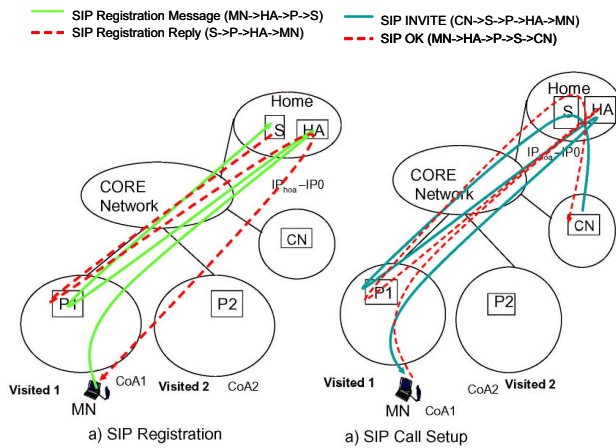 SIP Registration Message (MN->HA->P->S)
SIP Registration Reply (S->P->HA->MN)
SIP INVITE (CN->S->P->HA->MN)
SIP OK (MN->HA->P->S->CN)
Home
S
HA
IPhoa–IP0
CORE
Network
CN
P1
P2
Visited 1
CoA1
Visited 2
CoA2
MN
a) SIP Registration
Home
S
HA
IPhoa–IP0
CORE
Network
CN
P1
P2
Visited 1
CoA2
Visited 2
MN
CoA1
a) SIP Call Setup